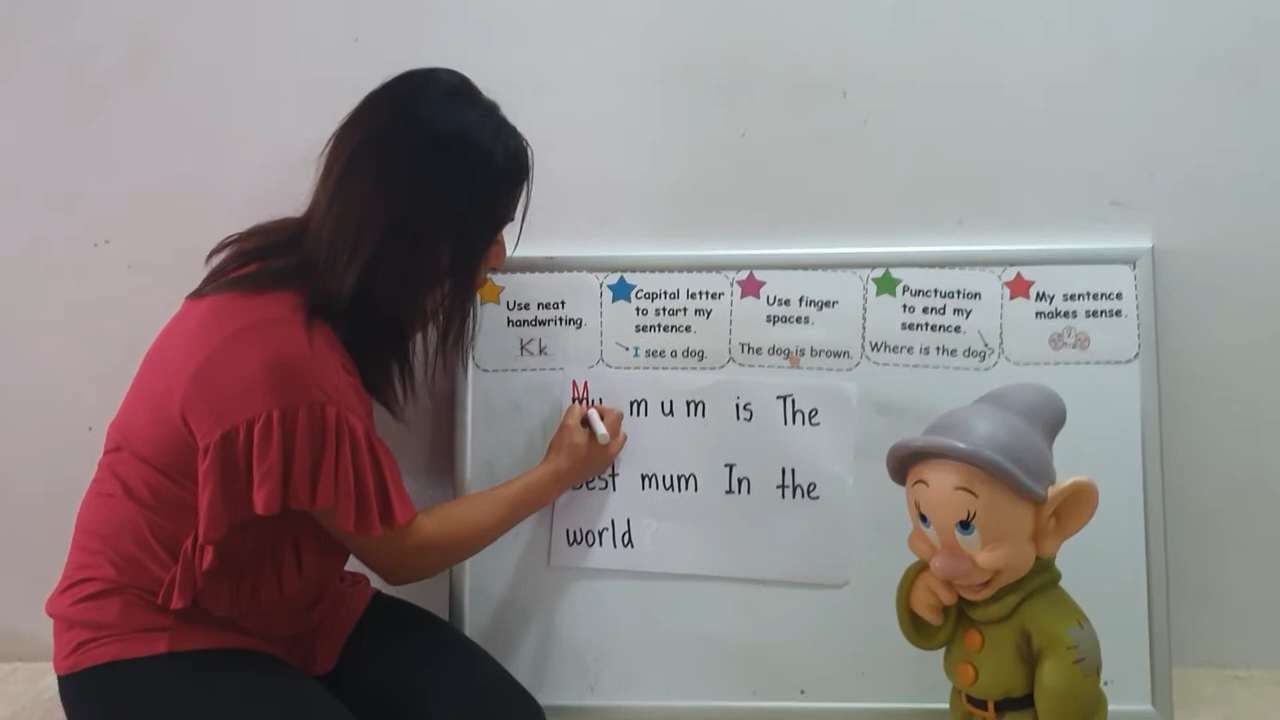 Use neat
handwriting.
Kk
Capital letter
to start my
sentence.
I see a dog.
Use finger
spaces.
The dog is brown.
Punctuation
to end my
sentence.
Where is the dog?
My sentence
makes sense.
My mum is The
best mum In the
world